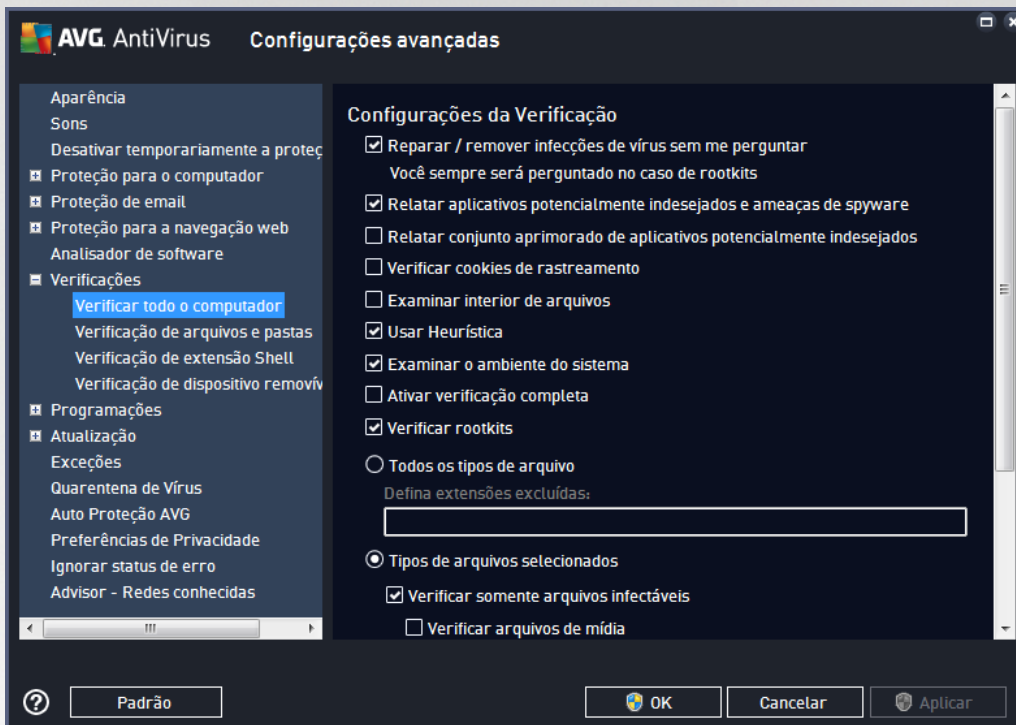 AVG. AntiVirus Configurações avançadas
Aparência
Sons
Desativar temporariamente a proteç
Proteção para o computador
Proteção de email
Proteção para a navegação web
Analisador de software
Verificações
Verificar todo o computador
Verificação de arquivos e pastas
Verificação de extensão Shell
Verificação de dispositivo removív
Programações
Atualização
Exceções
Quarentena de Vírus
Auto Proteção AVG
Preferências de Privacidade
Ignorar status de erro
Advisor - Redes conhecidas
Configurações da Verificação
Reparar / remover infecções de vírus sem me perguntar
Você sempre será perguntado no caso de rootkits
Relatar aplicativos potencialmente indesejados e ameaças de spyware
Relatar conjunto aprimorado de aplicativos potencialmente indesejados
Verificar cookies de rastreamento
Examinar interior de arquivos
Usar Heurística
Examinar o ambiente do sistema
Ativar verificação completa
Verificar rootkits
Todos os tipos de arquivo
Defina extensões excluídas:
Tipos de arquivos selecionados
Verificar somente arquivos infectáveis
Verificar arquivos de mídia
Padrão
OK
Cancelar
Aplicar